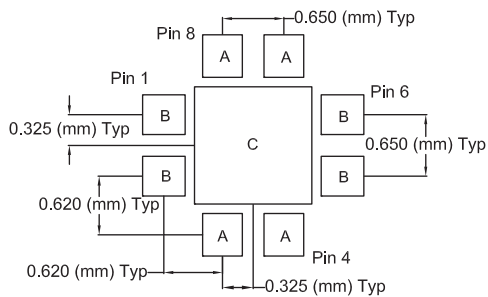 0.650 (mm) Typ
Pin 8
A
A
Pin 1
Pin 6
B
B
0.325 (mm) Typ
C
0.650 (mm) Typ
B
B
0.620 (mm) Typ
A
A
Pin 4
0.620 (mm) Typ
0.325 (mm) Typ